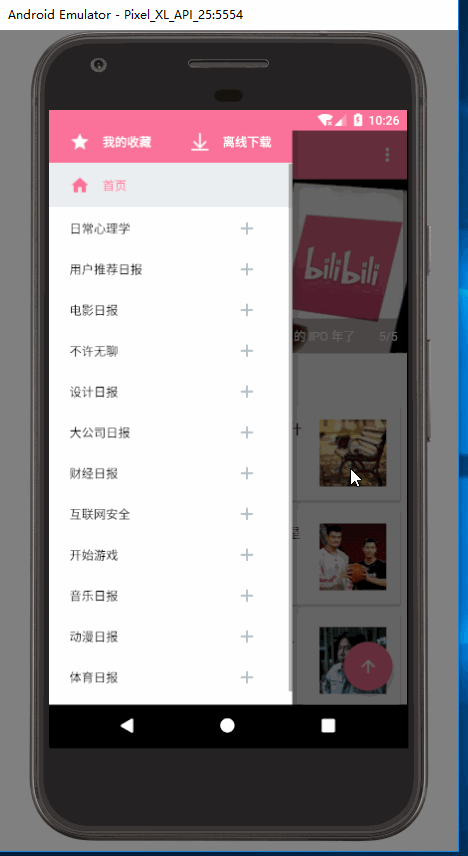 Android Emulator - Pixel_XL_API_25:5554
10:26
我的收藏 离线下载
首页
日常心理学
用户推荐日报
电影日报
不许无聊
设计日报
大公司日报
财经日报
互联网安全
开始游戏
音乐日报
动漫日报
体育日报
bilibili
的 IPO 年了 5/5
计